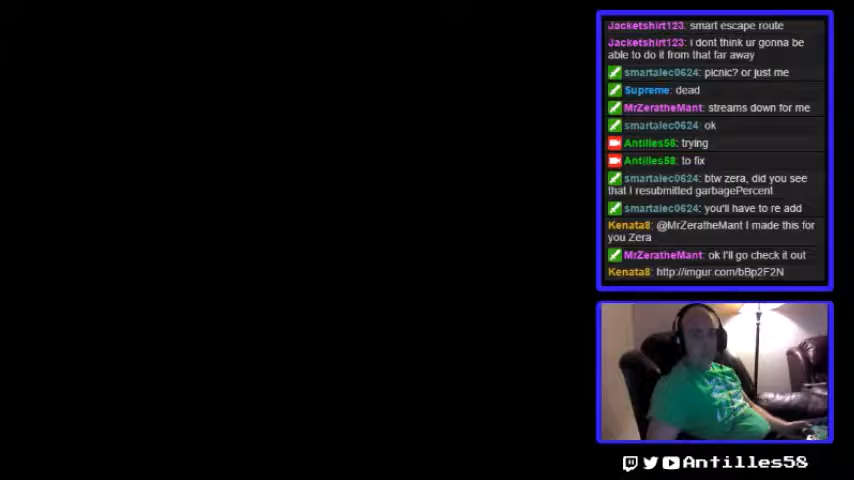 Jacketshirt123: smart escape route
Jacketshirt123: i dont think ur gonna be
able to do it from that far away
smartalec0624: picnic? or just me
Supreme: dead
MrZeratheMant: streams down for me
smartalec0624: ok
Antilles58: trying
Antilles58: to fix
smartalec0624: btw zera, did you see
that I resubmitted garbagePercent
smartalec0624: you'll have to re add
Kenata8: @MrZeratheMant I made this for
you Zera
MrZeratheMant: ok I'll go check it out
Kenata8: http://imgur.com/bBp2F2N
Antilles58